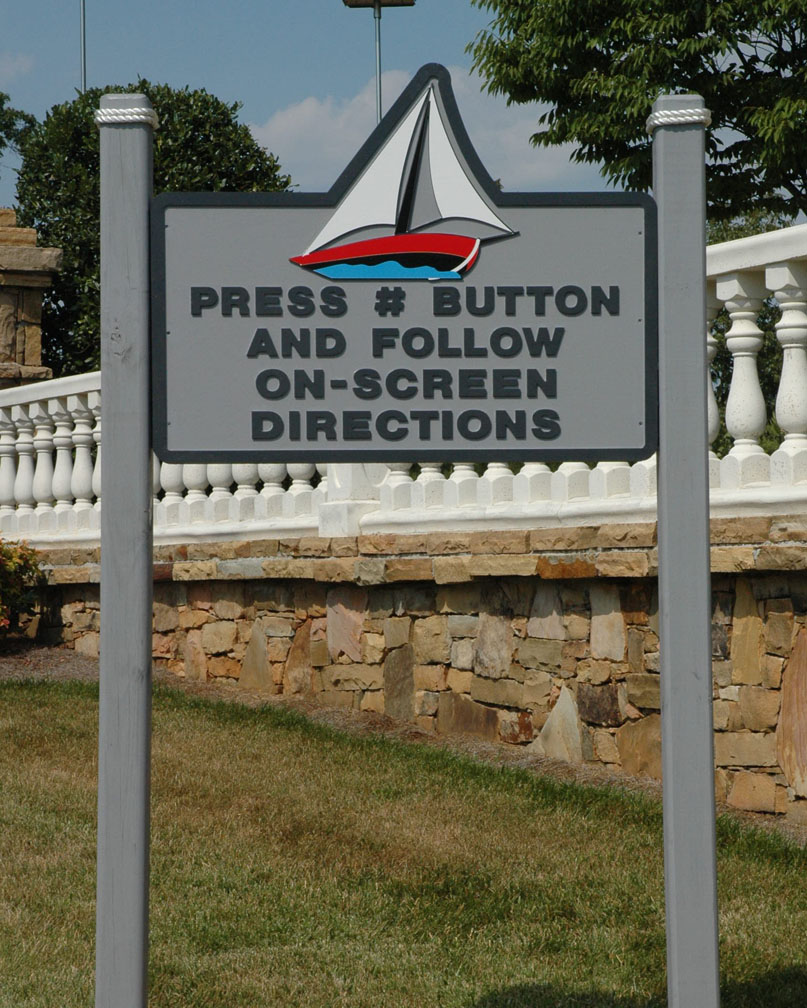 PRESS # BUTTON
AND FOLLOW
ON-SCREEN
DIRECTIONS